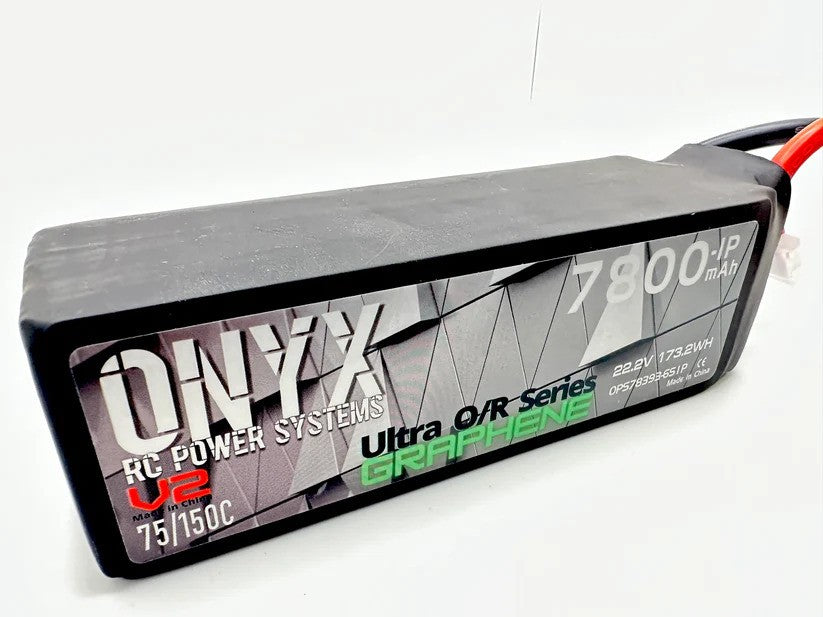 ONYX
RC POWER SYSTEMS
V2
Made in China
75/150C
Ultra O/R Series
GRAPHENE
7800-1P
mAh
22.2V 173.2WH
OPS78393-6S1P CE
Made in China